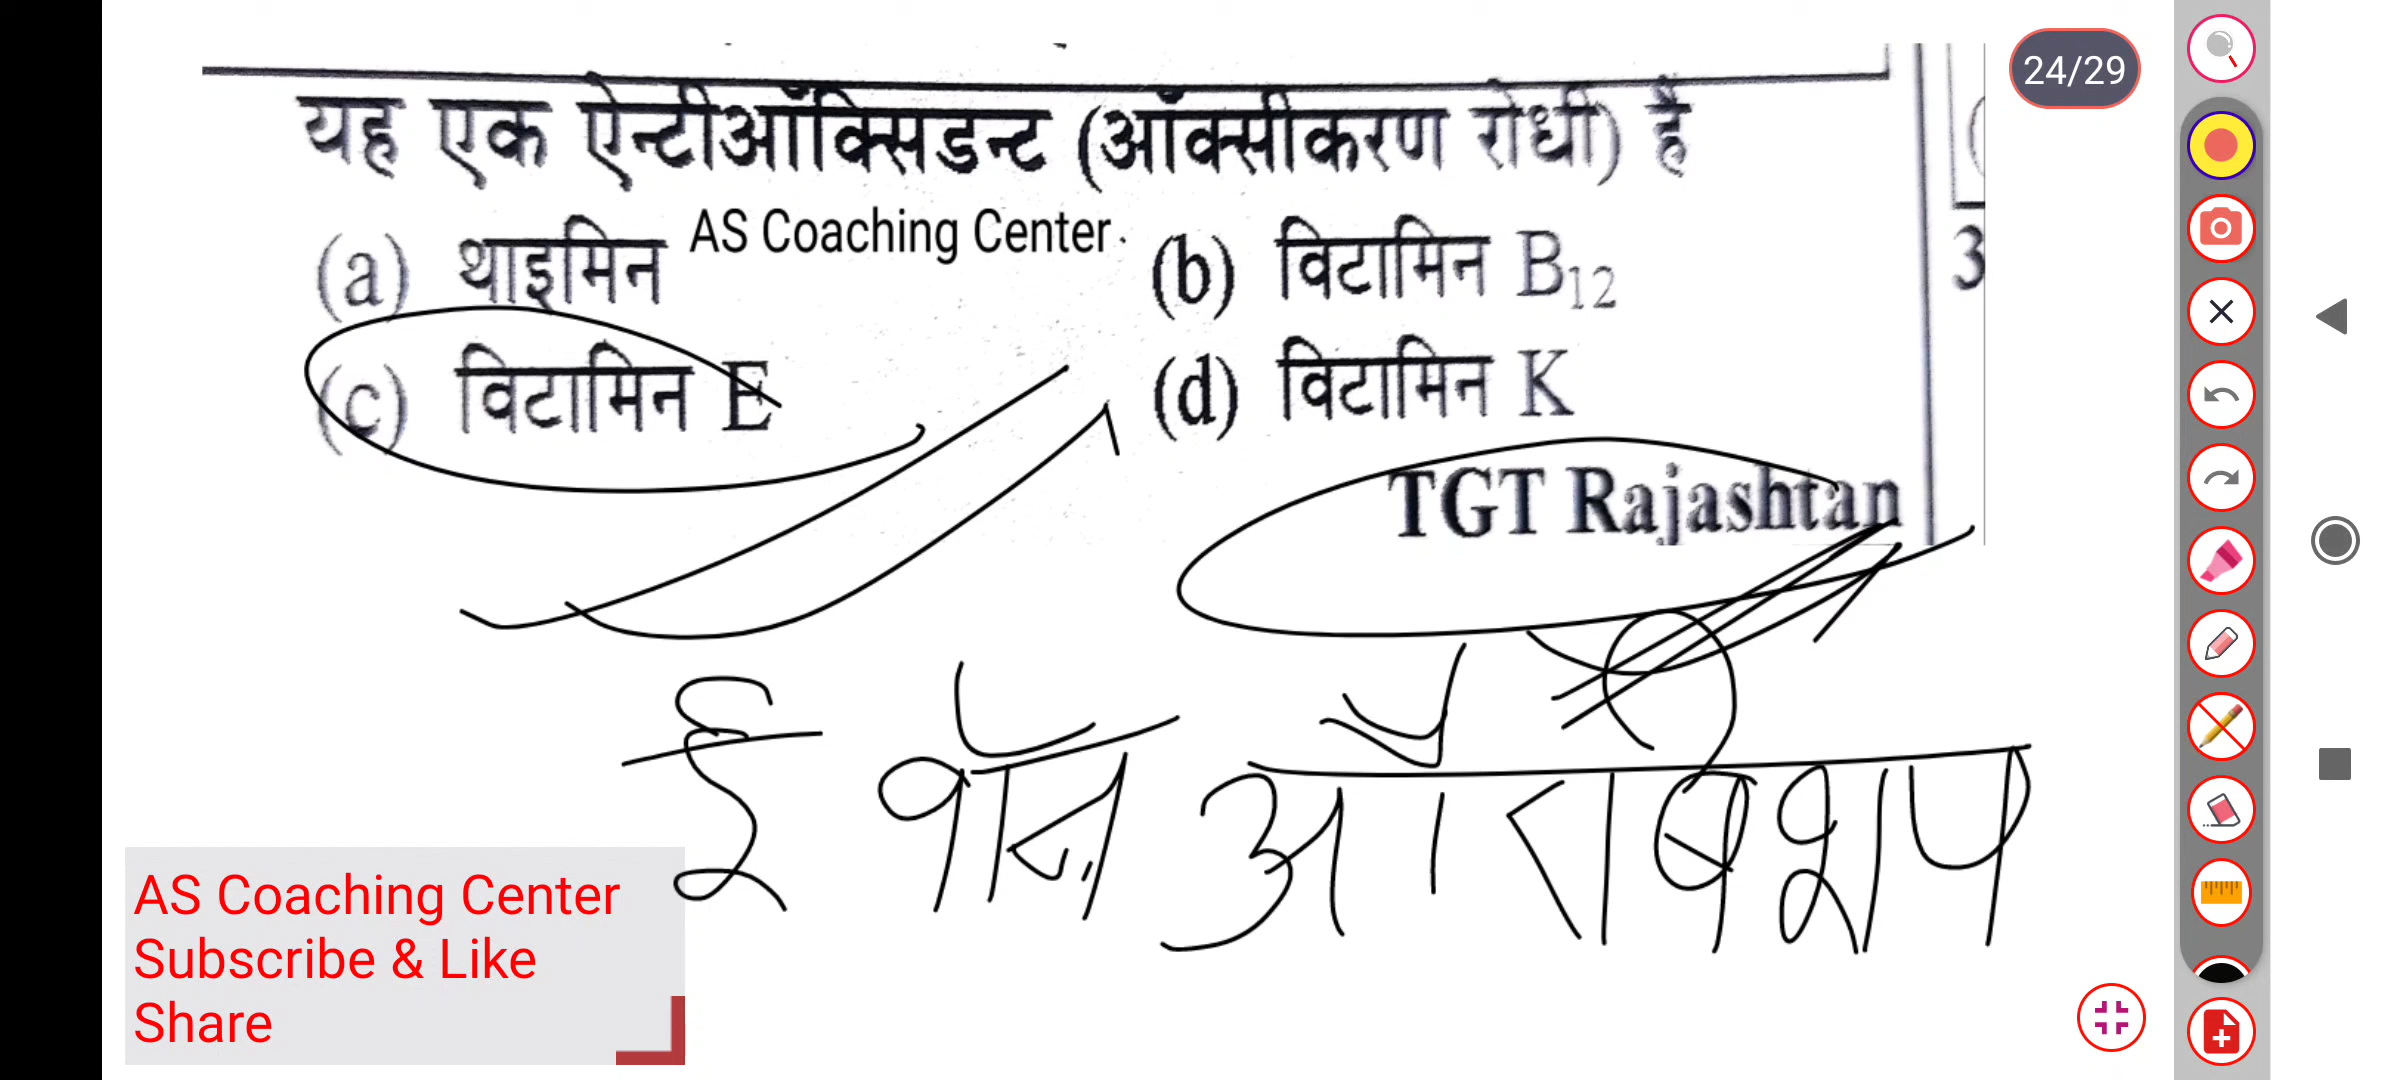 24/29
यह एक ऐन्टीऑक्सिडन्ट (ऑक्सीकरण रोधी) है
(a) थाइमिन AS Coaching Center (b) विटामिन B₁₂
3
(c) विटामिन E (d) विटामिन K
TGT Rajashtan
AS Coaching Center
Subscribe & Like
Share